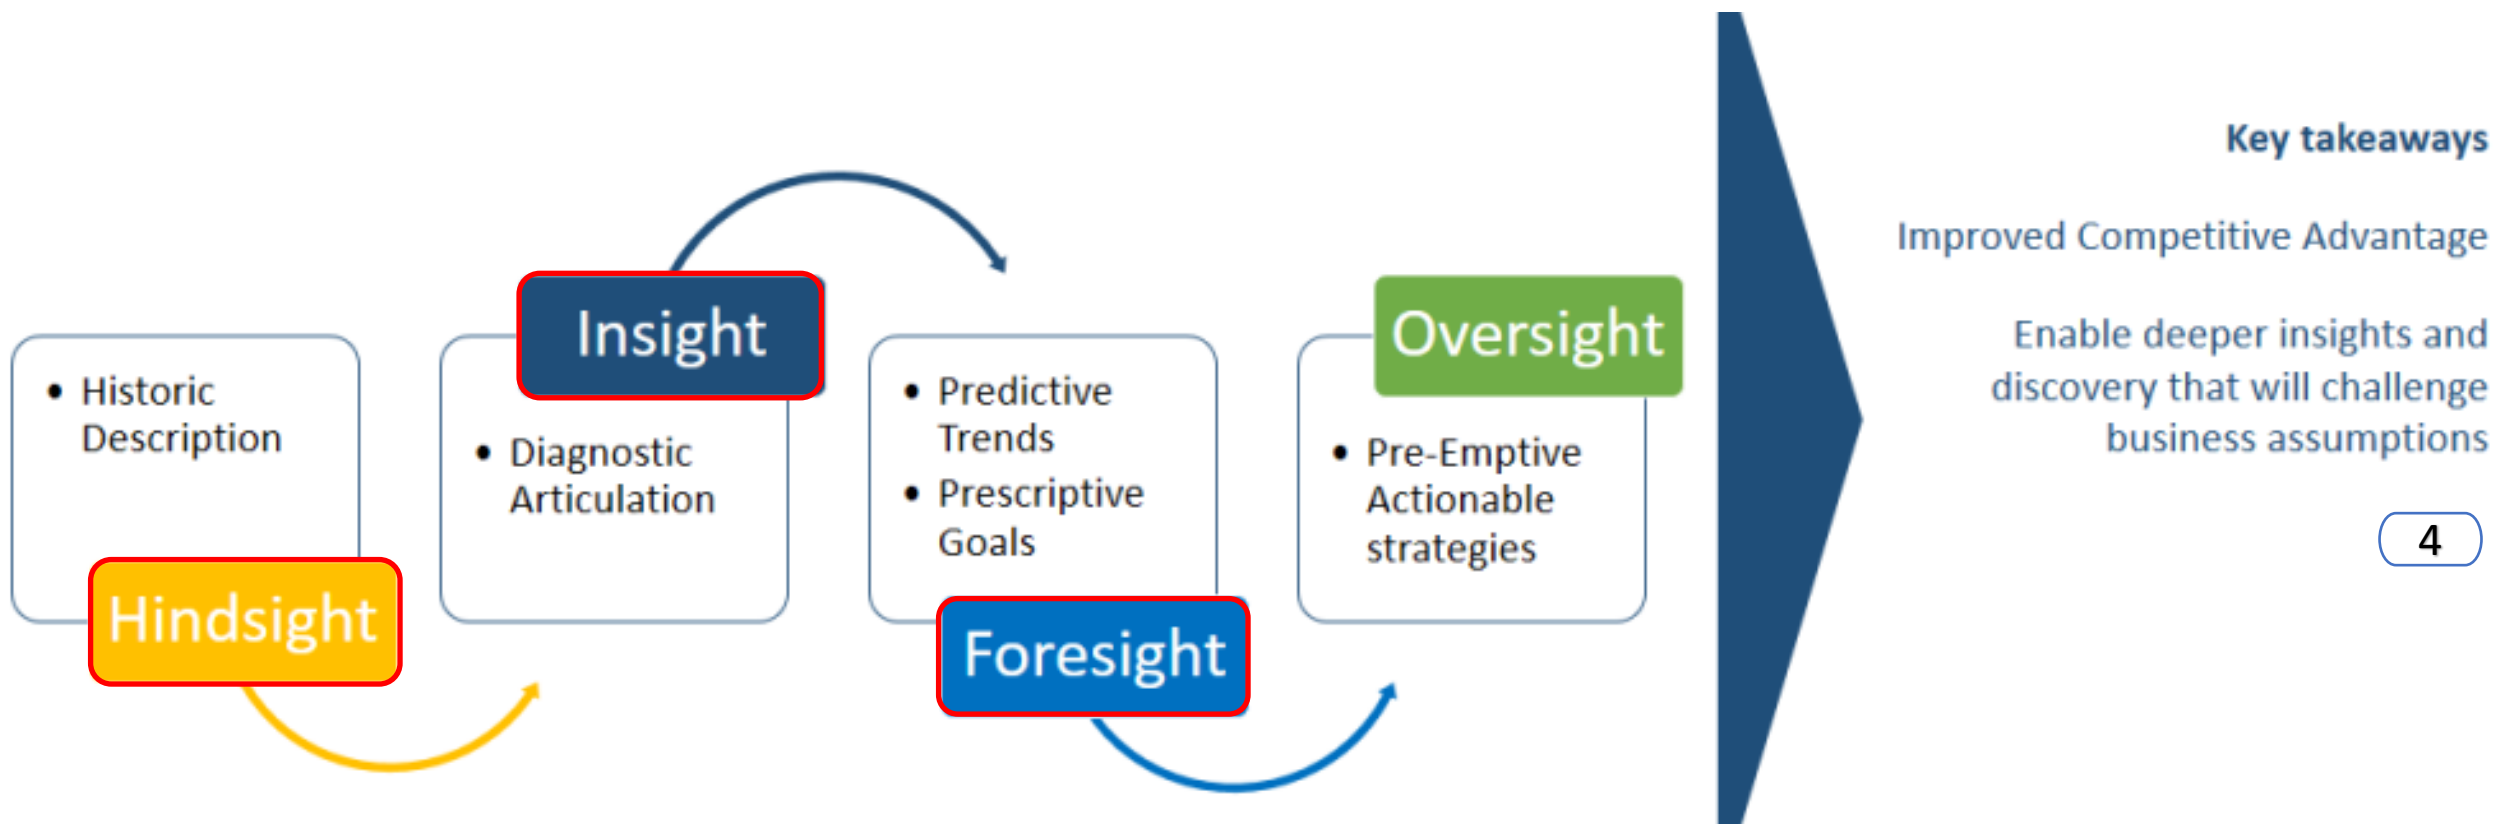 • Historic
Description
Hindsight
Insight
• Diagnostic
Articulation
• Predictive
Trends
• Prescriptive
Goals
Foresight
Oversight
• Pre-Emptive
Actionable
strategies
Key takeaways
Improved Competitive Advantage
Enable deeper insights and
discovery that will challenge
business assumptions
4